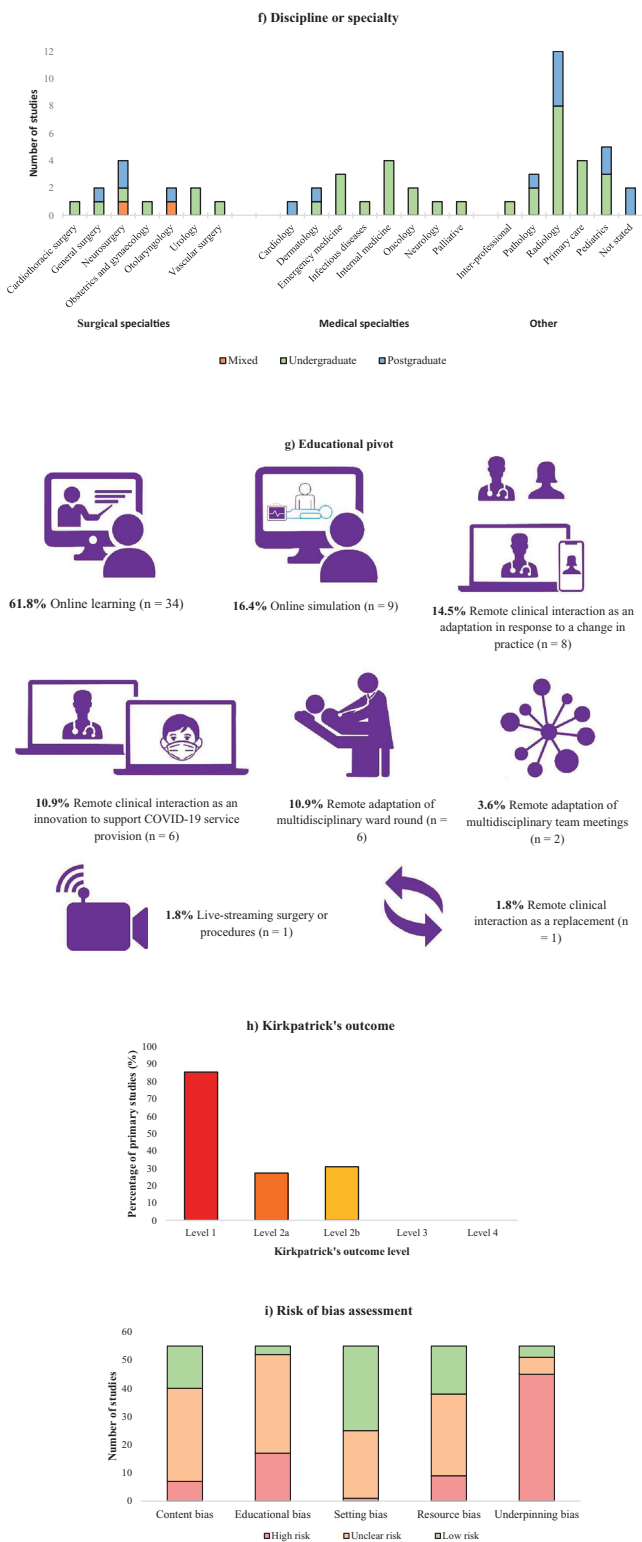 f) Discipline or specialty
Number of studies
12
10
8
6
4
2
0
Cardiothoracic surgery
General surgery
Neurosurgery
Obstetrics and gynaecology
Otolaryngology
Urology
Vascular surgery
Cardiology
Dermatology
Emergency medicine
Infectious diseases
Internal medicine
Oncology
Neurology
Palliative
Inter-professional
Pathology
Radiology
Primary care
Pediatrics
Not stated
Surgical specialties
Medical specialties
Other
Mixed
Undergraduate
Postgraduate
g) Educational pivot
61.8% Online learning (n = 34)
16.4% Online simulation (n = 9)
14.5% Remote clinical interaction as an
adaptation in response to a change in
practice (n = 8)
10.9% Remote clinical interaction as an
innovation to support COVID-19 service
provision (n = 6)
10.9% Remote adaptation of
multidisciplinary ward round (n =
6)
3.6% Remote adaptation of
multidisciplinary team meetings
(n = 2)
1.8% Live-streaming surgery or
procedures (n = 1)
1.8% Remote clinical
interaction as a replacement (n
= 1)
h) Kirkpatrick's outcome
Percentage of primary studies (%)
100
90
80
70
60
50
40
30
20
10
0
Level 1
Level 2a
Level 2b
Level 3
Level 4
Kirkpatrick's outcome level
i) Risk of bias assessment
Number of studies
60
50
40
30
20
10
0
Content bias
Educational bias
Setting bias
Resource bias
Underpinning bias
High risk
Unclear risk
Low risk